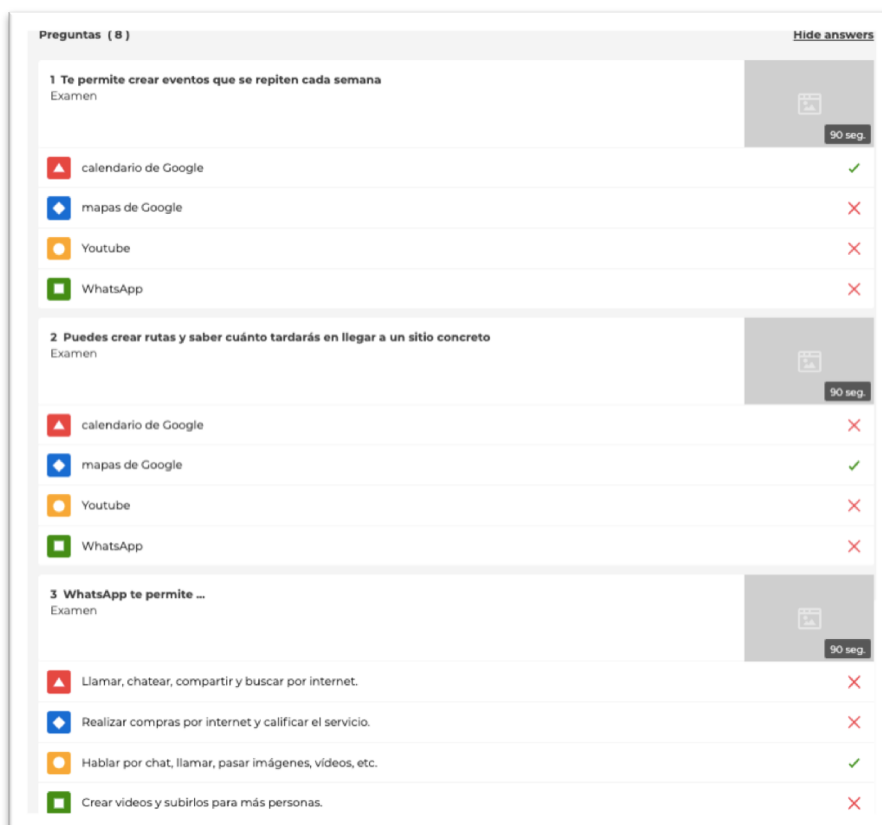 Preguntas (8)
Hide answers
1 Te permite crear eventos que se repiten cada semana
Examen
90 seg.
calendario de Google
mapas de Google
Youtube
WhatsApp
2 Puedes crear rutas y saber cuánto tardarás en llegar a un sitio concreto
Examen
90 seg.
calendario de Google
mapas de Google
Youtube
WhatsApp
3 WhatsApp te permite ...
Examen
90 seg.
Llamar, chatear, compartir y buscar por internet.
Realizar compras por internet y calificar el servicio.
Hablar por chat, llamar, pasar imágenes, vídeos, etc.
Crear videos y subirlos para más personas.